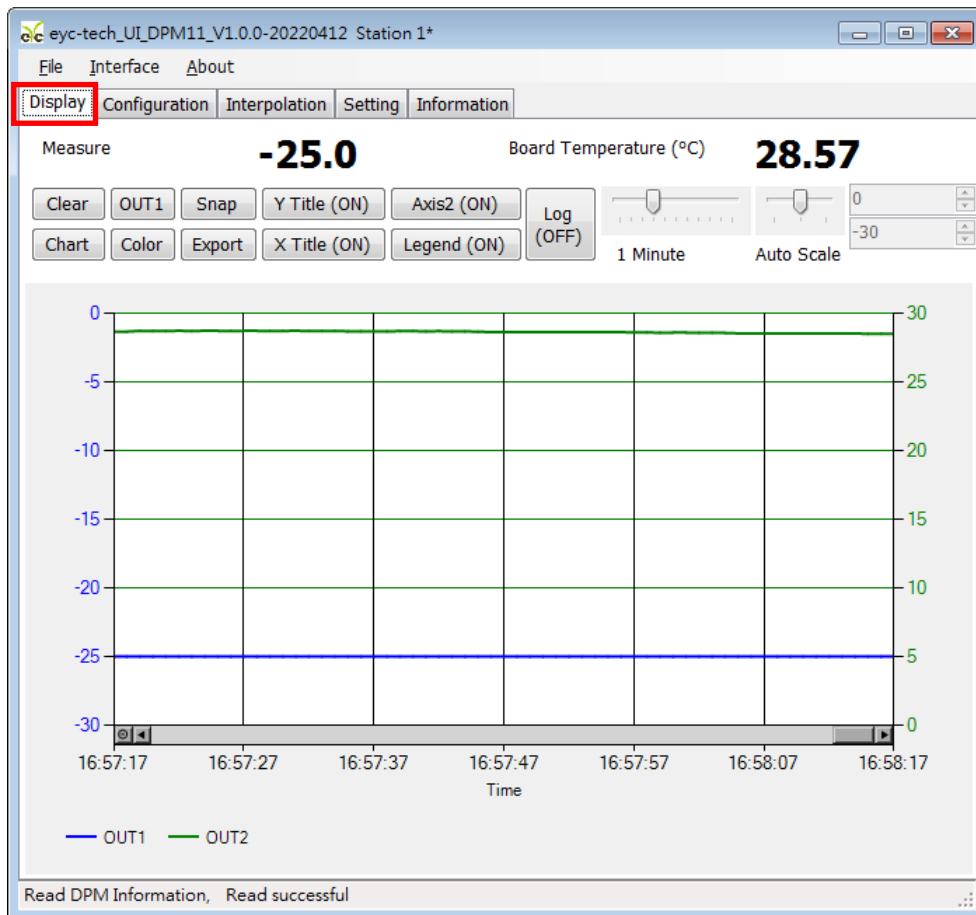 eyc-tech_UI_DPM11_V1.0.0-20220412 Station 1*
File Interface About
Display Configuration Interpolation Setting Information
Measure -25.0 Board Temperature (°C) 28.57
Clear OUT1 Snap Y Title (ON) Axis2 (ON) Log (OFF) 0
Chart Color Export X Title (ON) Legend (ON) 1 Minute Auto Scale -30
0 30
-5 25
-10 20
-15 15
-20 10
-25 5
-30 0
16:57:17 16:57:27 16:57:37 16:57:47 16:57:57 16:58:07 16:58:17
Time
OUT1 OUT2
Read DPM Information, Read successful